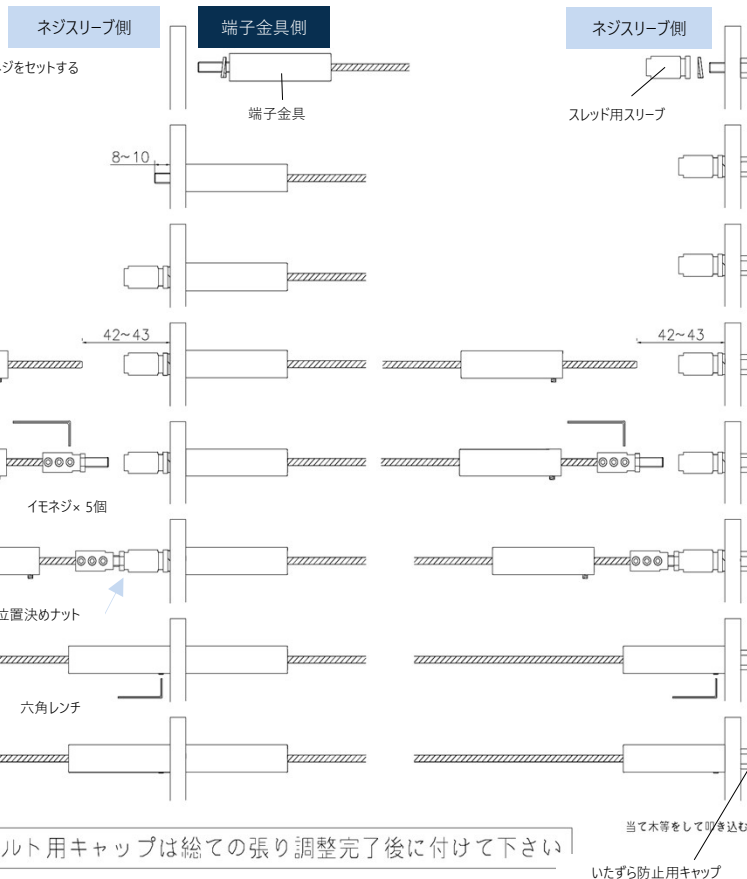 ネジスリーブ側
端子金具側
ネジスリーブ側
ジをセットする
端子金具
スレッド用スリーブ
8~10
42~43
42~43
イモネジ× 5個
位置決めナット
六角レンチ
当て木等をして叩き込む
ルト用キャップは総ての張り調整完了後に付けて下さい
いたずら防止用キャップ